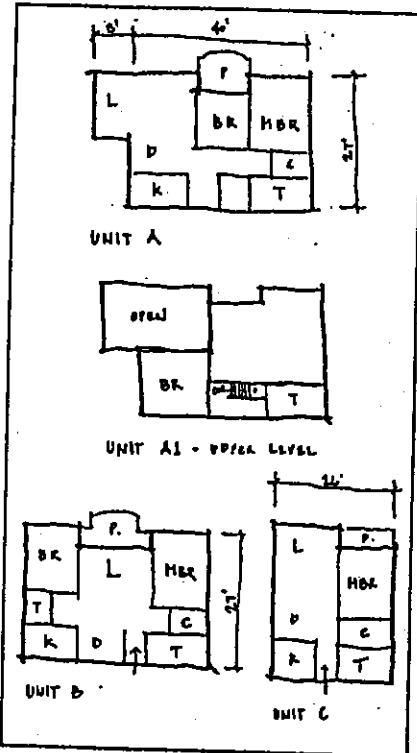 8' 40'
P.
L
BR MBR
27'
D
C
K T
UNIT A
OPEN
BR
T
UNIT A1 - UPPER LEVEL
P.
BR L MBR
27'
T
C
K D T
UNIT B
L P.
MBR
D
C
K T
UNIT C